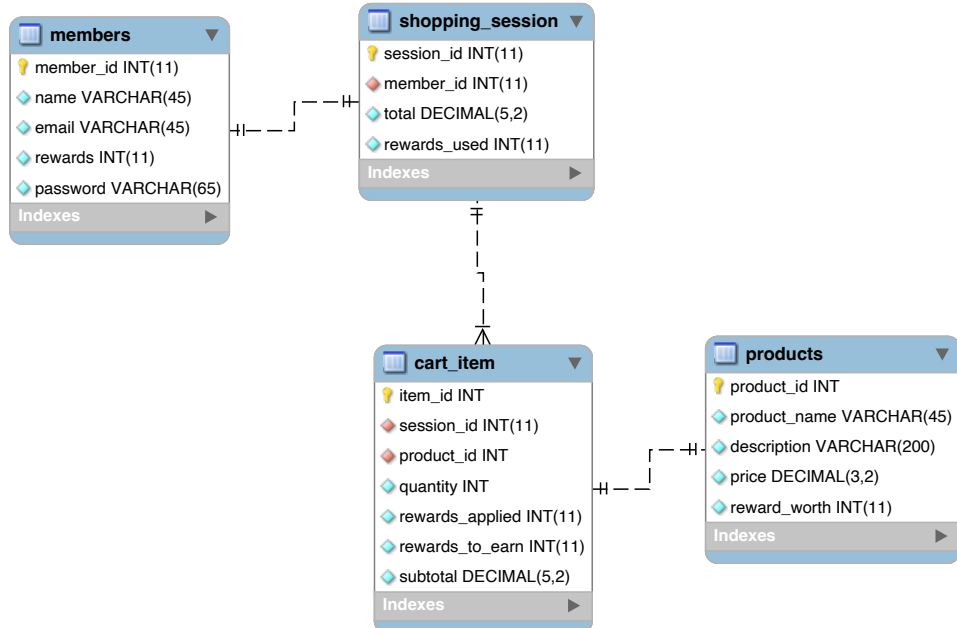 members
member_id INT(11)
name VARCHAR(45)
email VARCHAR(45)
rewards INT(11)
password VARCHAR(65)
Indexes
shopping_session
session_id INT(11)
member_id INT(11)
total DECIMAL(5,2)
rewards_used INT(11)
Indexes
cart_item
item_id INT
session_id INT(11)
product_id INT
quantity INT
rewards_applied INT(11)
rewards_to_earn INT(11)
subtotal DECIMAL(5,2)
Indexes
products
product_id INT
product_name VARCHAR(45)
description VARCHAR(200)
price DECIMAL(3,2)
reward_worth INT(11)
Indexes